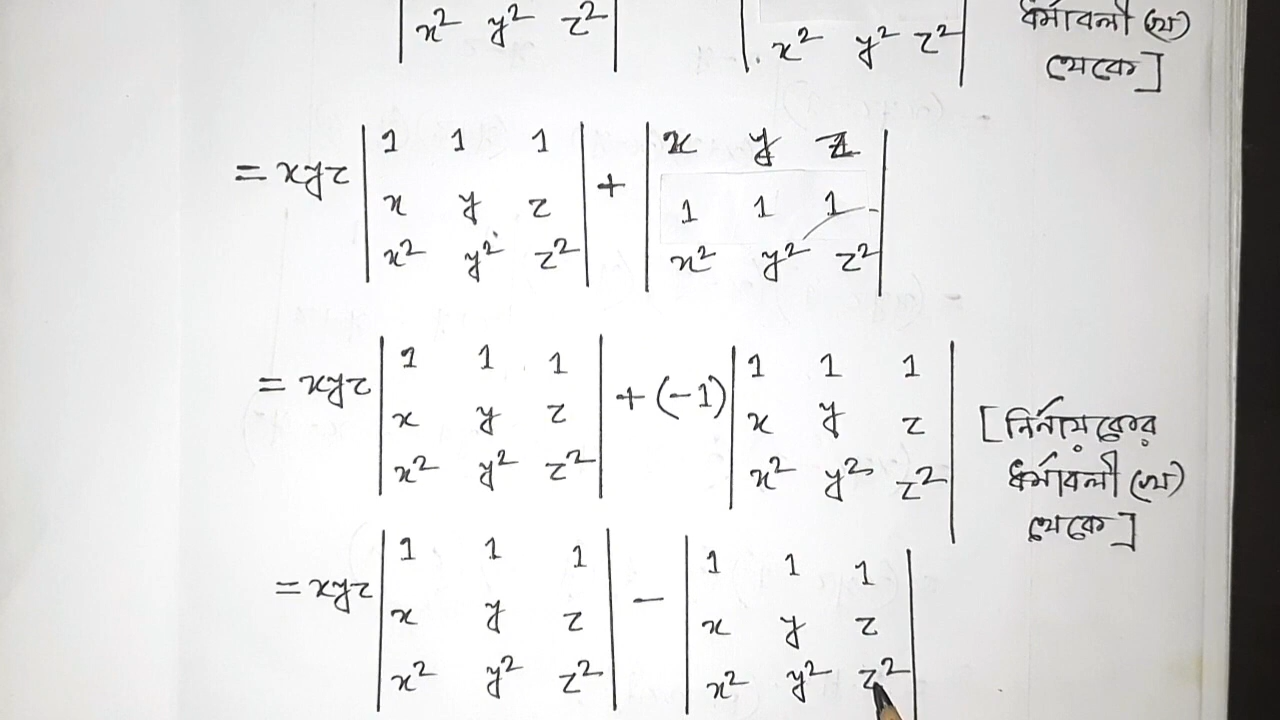 | x² y² z² | | x² y² z² | ধর্মাবলী (খ)
থেকে]
= xyz | 1 1 1 | + | x y z |
| x y z | | 1 1 1 |
| x² y² z² | | x² y² z² |
= xyz | 1 1 1 | + (-1) | 1 1 1 |
| x y z | | x y z | [নির্নায়কের
| x² y² z² | | x² y² z² | ধর্মাবলী (খ)
থেকে]
= xyz | 1 1 1 | - | 1 1 1 |
| x y z | | x y z |
| x² y² z² | | x² y² z² |